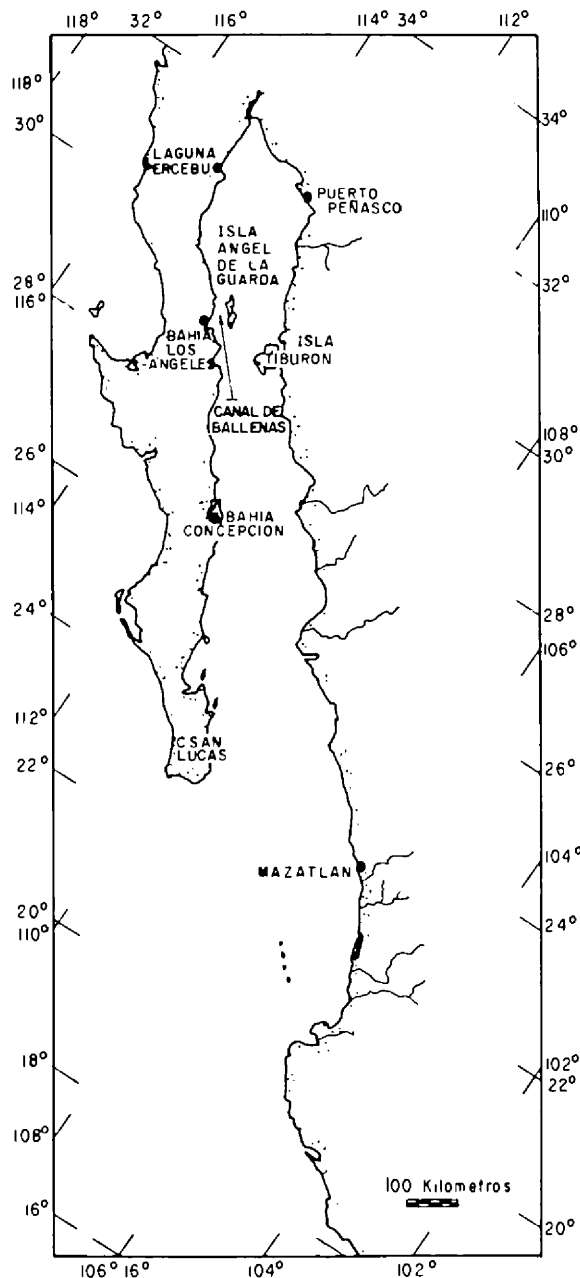 118° 32° 116° 114° 34° 112°
118°
30°
34°
LAGUNA
ERCEBU
PUERTO
PEÑASCO
110°
ISLA
ANGEL
DE LA
GUARDA
28°
116°
32°
BAHIA
LOS
ANGELES
ISLA
TIBURON
CANAL DE
BALLENAS
108°
30°
26°
114°
BAHIA
CONCEPCION
24°
28°
106°
112°
22°
C SAN
LUCAS
26°
104°
MAZATLAN
20°
110°
24°
18°
102°
22°
108°
100 Kilometros
16°
20°
106° 16° 104° 102°